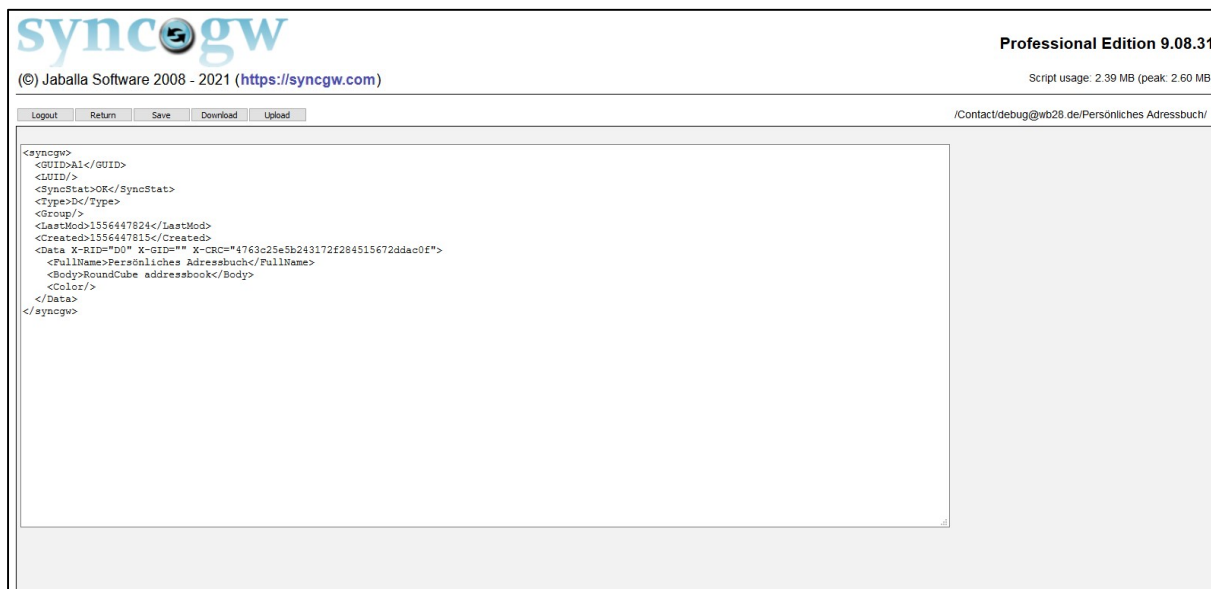 syncgw
Professional Edition 9.08.31
(©) Jaballa Software 2008 - 2021 (https://syncgw.com)
Script usage: 2.39 MB (peak: 2.60 MB
Logout Return Save Download Upload
/Contact/debug@wb28.de/Persönliches Adressbuch/
<syncgw>
<GUID>A1</GUID>
<LUID/>
<SyncStat>OK</SyncStat>
<Type>D</Type>
<Group/>
<LastMod>1556447824</LastMod>
<Created>1556447815</Created>
<Data X-RID="D0" X-GID="" X-CRC="4763c25e5b243172f284515672ddac0f">
<FullName>Persönliches Adressbuch</FullName>
<Body>RoundCube addressbook</Body>
<Color/>
</Data>
</syncgw>